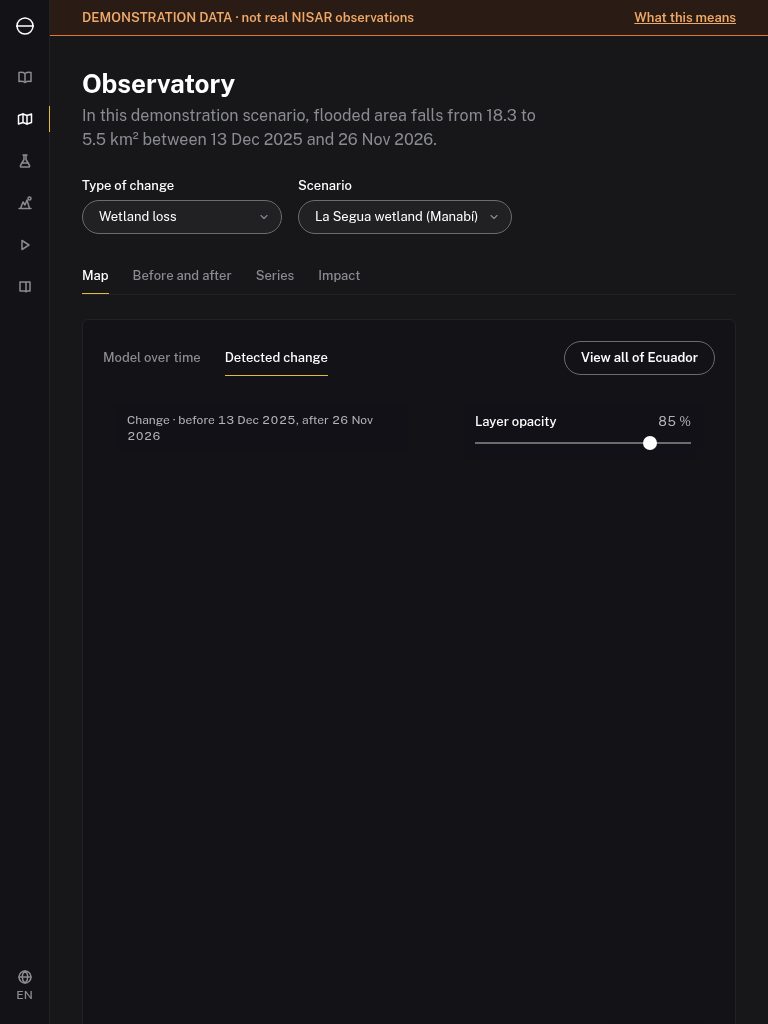 DEMONSTRATION DATA · not real NISAR observations
What this means
Observatory
In this demonstration scenario, flooded area falls from 18.3 to
5.5 km² between 13 Dec 2025 and 26 Nov 2026.
Type of change
Scenario
Wetland loss
La Segua wetland (Manabí)
Map
Before and after
Series
Impact
Model over time
Detected change
View all of Ecuador
Change · before 13 Dec 2025, after 26 Nov
2026
Layer opacity
85 %
EN